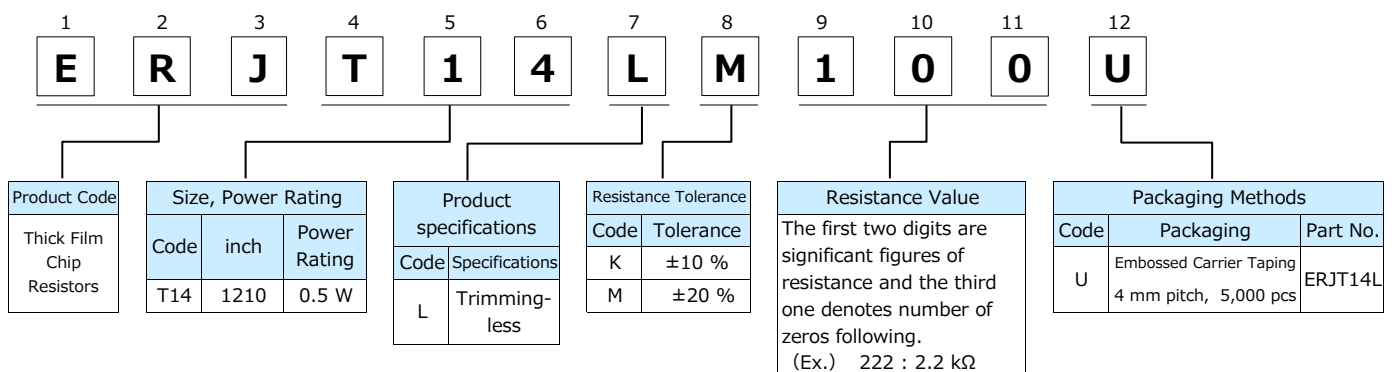 1 2 3 4 5 6 7 8 9 10 11 12
E R J T 1 4 L M 1 0 0 U
Product Code
Thick Film
Chip
Resistors
Size, Power Rating
Code inch Power Rating
T14 1210 0.5 W
Product
specifications
Code Specifications
L Trimming-
less
Resistance Tolerance
Code Tolerance
K ±10 %
M ±20 %
Resistance Value
The first two digits are
significant figures of
resistance and the third
one denotes number of
zeros following.
(Ex.) 222 : 2.2 kΩ
Packaging Methods
Code Packaging Part No.
U Embossed Carrier Taping
4 mm pitch, 5,000 pcs ERJT14L